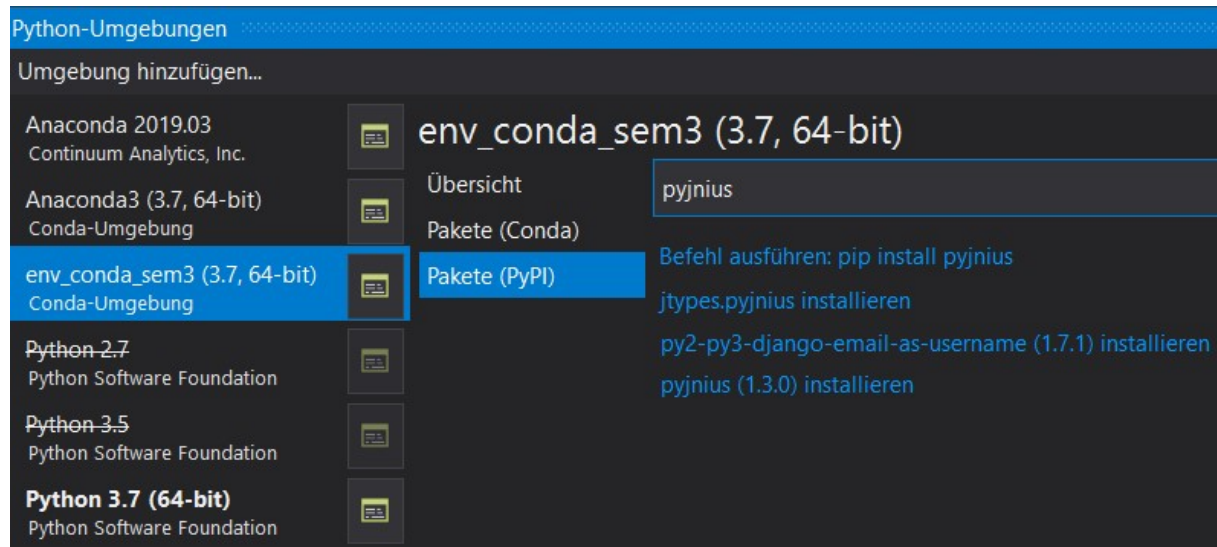 Python-Umgebungen
Umgebung hinzufügen...
Anaconda 2019.03
Continuum Analytics, Inc.
Anaconda3 (3.7, 64-bit)
Conda-Umgebung
env_conda_sem3 (3.7, 64-bit)
Conda-Umgebung
Python 2.7
Python Software Foundation
Python 3.5
Python Software Foundation
Python 3.7 (64-bit)
Python Software Foundation
env_conda_sem3 (3.7, 64-bit)
Übersicht
Pakete (Conda)
Pakete (PyPI)
pyjnius
Befehl ausführen: pip install pyjnius
jtypes.pyjnius installieren
py2-py3-django-email-as-username (1.7.1) installieren
pyjnius (1.3.0) installieren